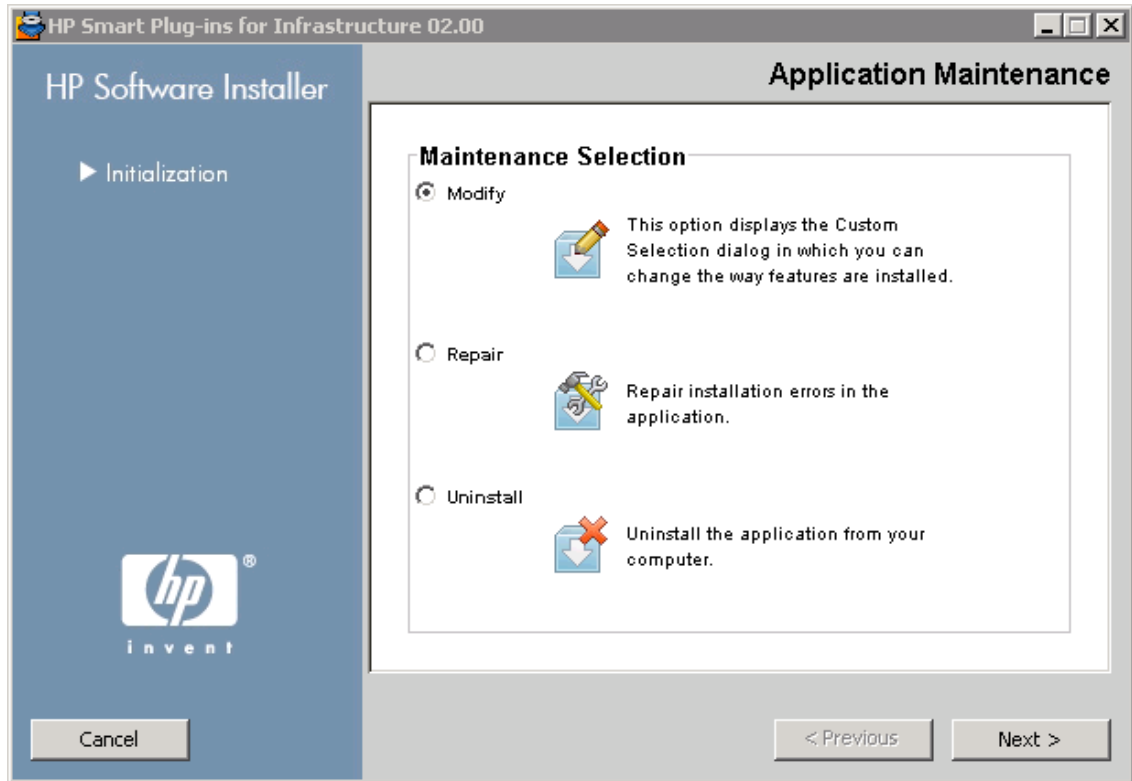 HP Smart Plug-ins for Infrastructure 02.00
HP Software Installer
Application Maintenance
Initialization
Maintenance Selection
Modify
This option displays the Custom
Selection dialog in which you can
change the way features are installed.
Repair
Repair installation errors in the
application.
Uninstall
Uninstall the application from your
computer.
hp
®
invent
Cancel
< Previous
Next >